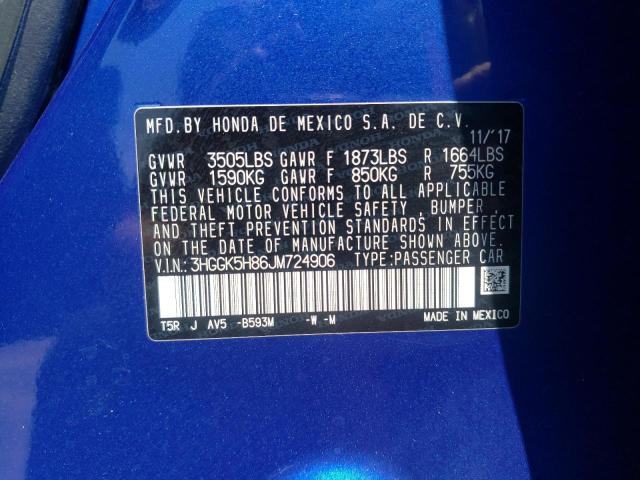 MFD.BY HONDA DE MEXICO S.A. DE C.V.
11/'17
GVWR 3505LBS GAWR F 1873LBS R 1664LBS
GVWR 1590KG GAWR F 850KG R 755KG
THIS VEHICLE CONFORMS TO ALL APPLICABLE
FEDERAL MOTOR VEHICLE SAFETY , BUMPER ,
AND THEFT PREVENTION STANDARDS IN EFFECT
ON THE DATE OF MANUFACTURE SHOWN ABOVE.
V.I.N.: 3HGGK5H86JM724906 TYPE:PASSENGER CAR
T5R J AV5 -B593M -W -M MADE IN MEXICO